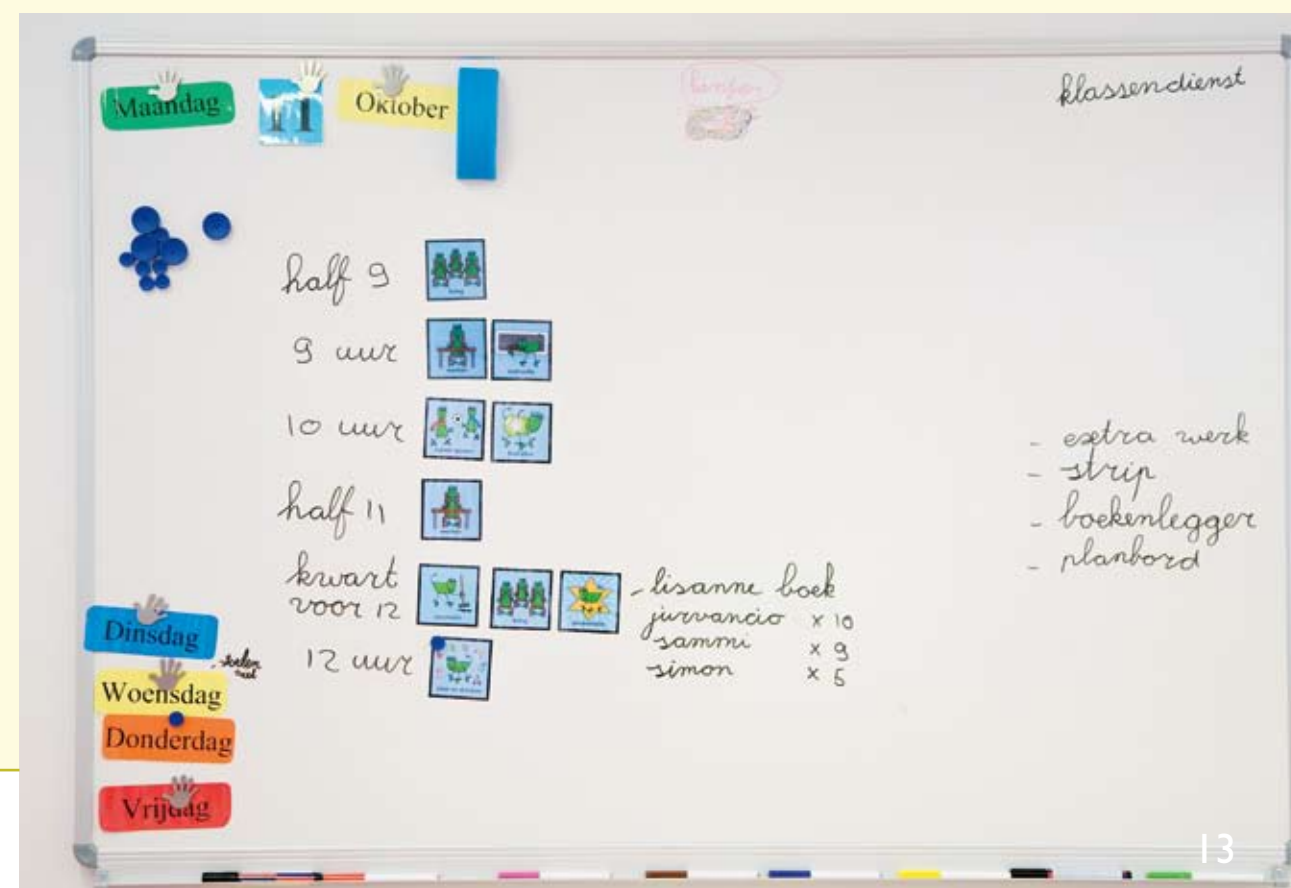 Maandag 11 Oktober
klassendienst
half 9
9 uur
10 uur
half 11
kwart
voor 12
12 uur
- lisanne boek
jurvancio x 10
sammi x 9
simon x 5
- extra werk
- strip
- boekenlegger
- planbord
Dinsdag
Woensdag
Donderdag
Vrijdag
13